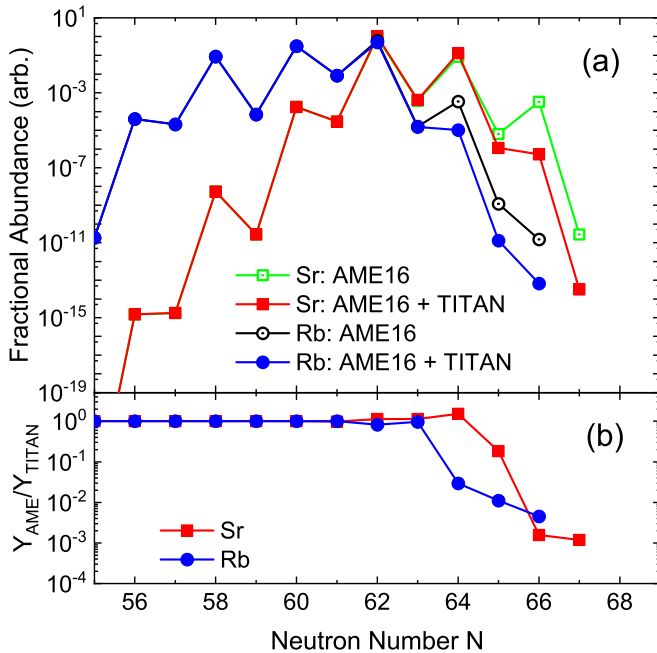 10^1
10^-3
10^-7
10^-11
10^-15
10^-19
Fractional Abundance (arb.)
(a)
Sr: AME16
Sr: AME16 + TITAN
Rb: AME16
Rb: AME16 + TITAN
10^0
10^-1
10^-2
10^-3
10^-4
Y_AME/Y_TITAN
(b)
Sr
Rb
56 58 60 62 64 66 68
Neutron Number N